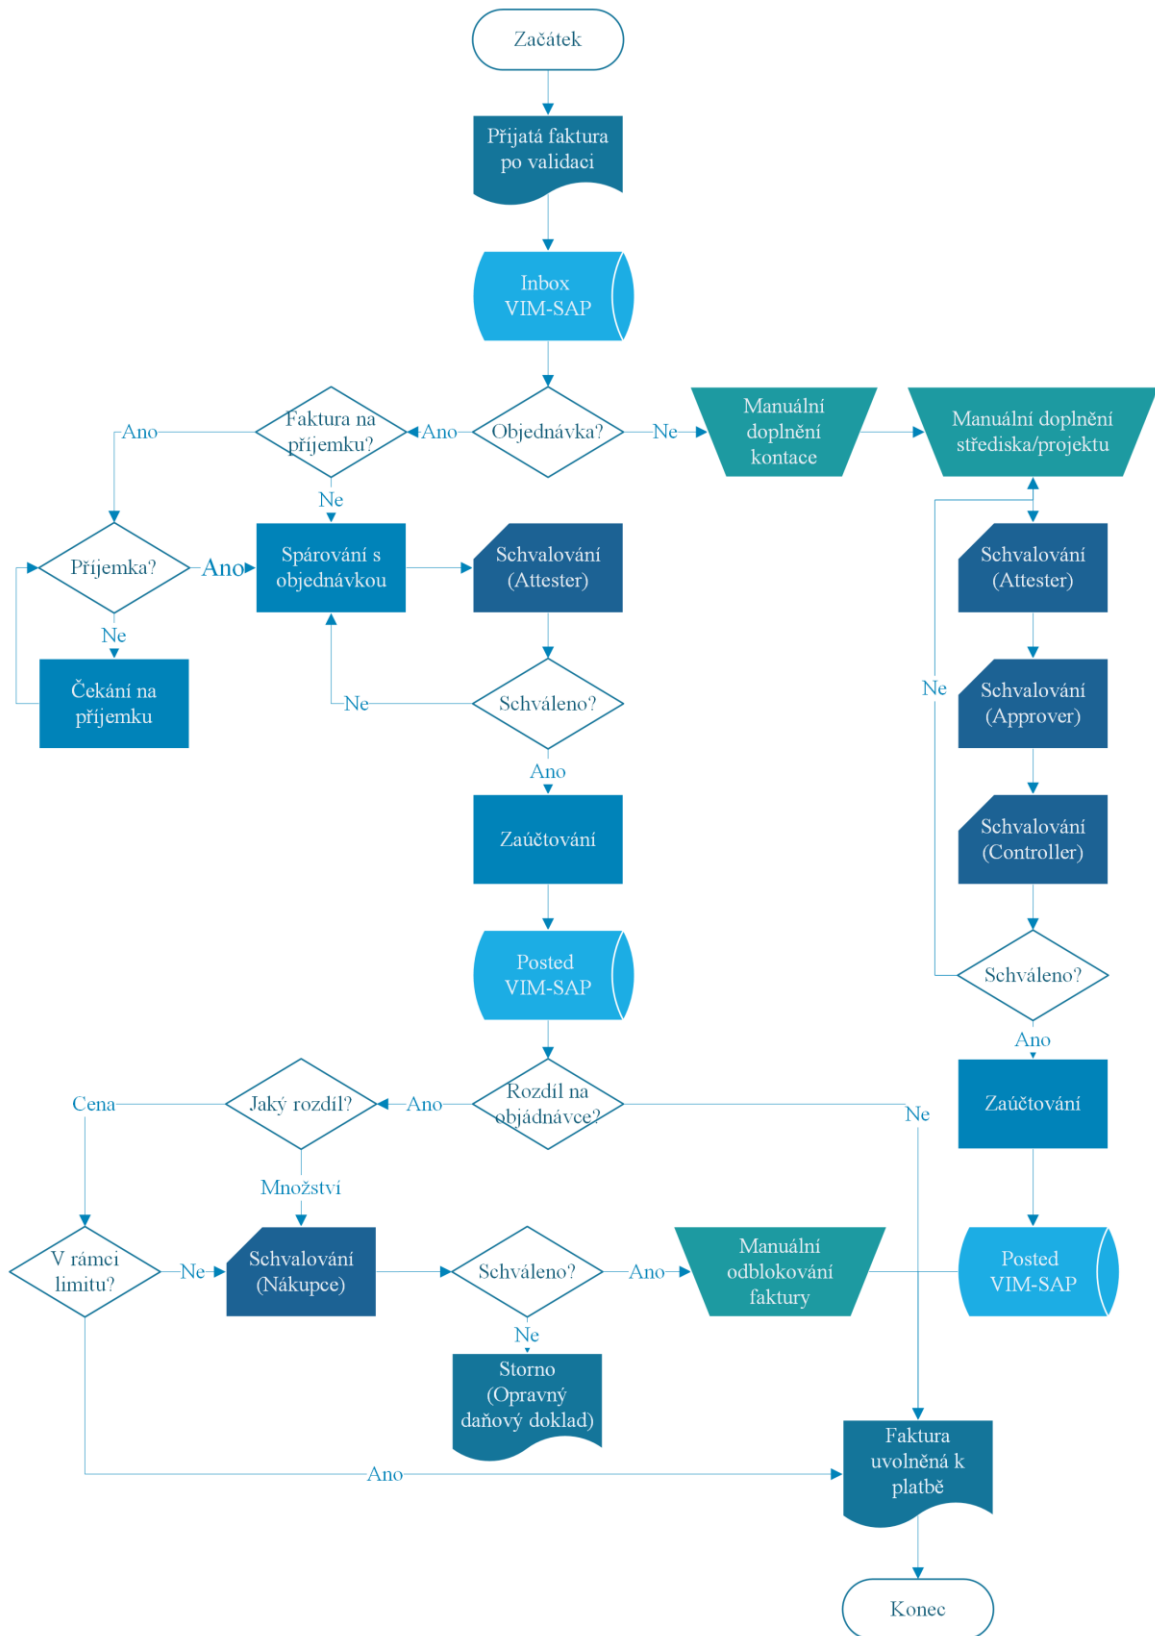 Začátek
Přijatá faktura
po validaci
Inbox
VIM-SAP
Ano
Faktura na
příjemku?
Ano
Objednávka?
Ne
Manuální
doplnění
kontace
Manuální doplnění
střediska/projektu
Ne
Příjemka?
Ano
Spárování s
objednávkou
Schvalování
(Attester)
Schvalování
(Attester)
Ne
Čekání na
příjemku
Ne
Schváleno?
Ne
Schvalování
(Approver)
Ano
Zaúčtování
Schvalování
(Controller)
Posted
VIM-SAP
Schváleno?
Ano
Cena
Jaký rozdíl?
Ano
Rozdíl na
objádnávce?
Ne
Zaúčtování
Množství
V rámci
limitu?
Ne
Schvalování
(Nákupce)
Schváleno?
Ano
Manuální
odblokování
faktury
Posted
VIM-SAP
Ne
Storno
(Opravný
daňový doklad)
Ano
Faktura
uvolněná k
platbě
Konec